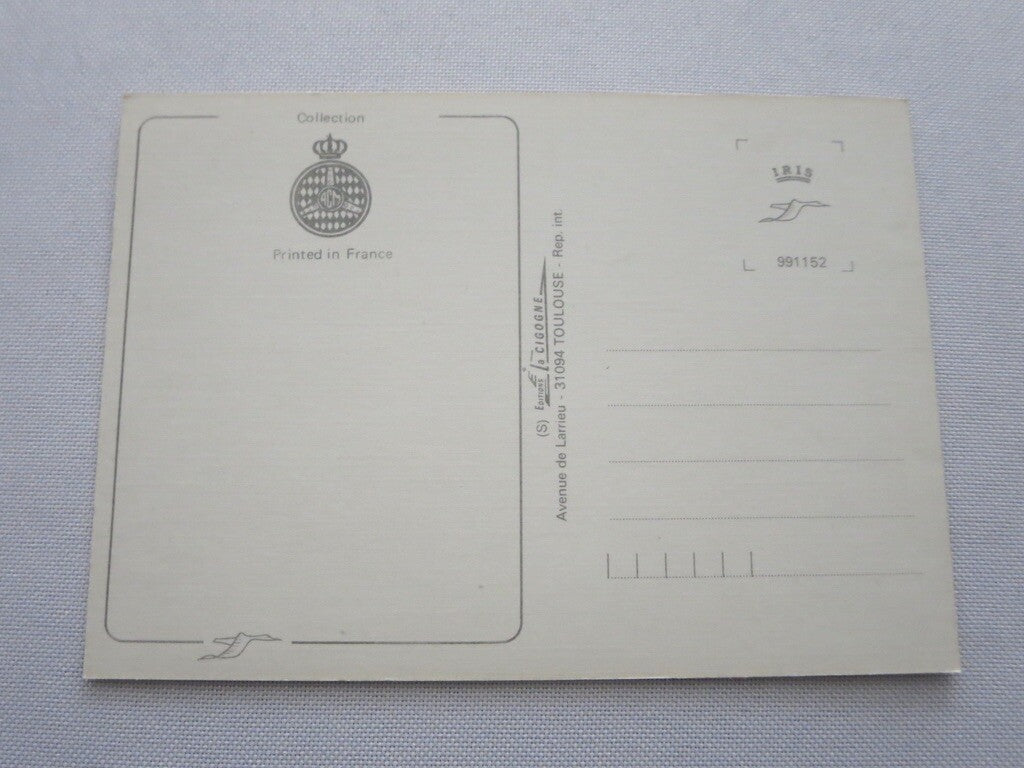 Collection
Printed in France
(S) EDITIONS la CIGOGNE
Avenue de Larrieu - 31094 TOULOUSE - Rep. int.
IRIS
991152